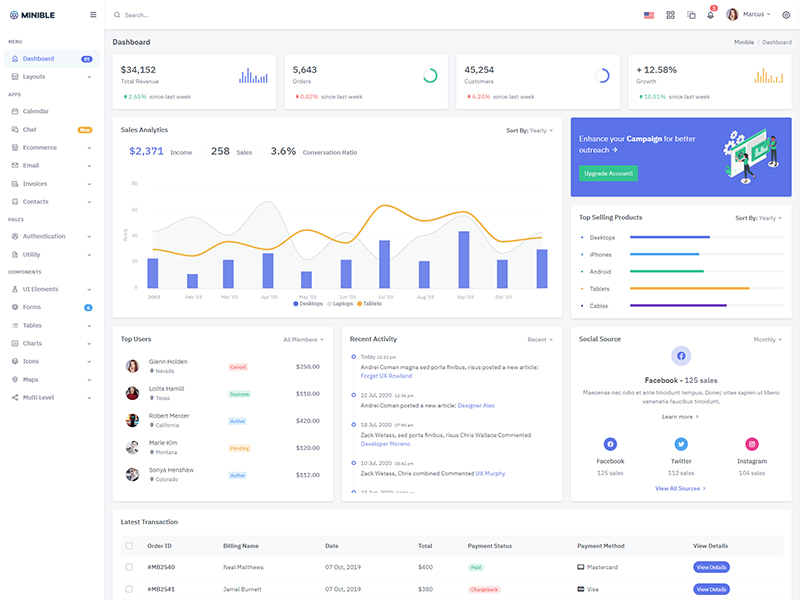 MINIBLE
Search...
3
Marcus
MENU
Dashboard 01
Layouts
APPS
Calendar
Chat New
Ecommerce
Email
Invoices
Contacts
PAGES
Authentication
Utility
COMPONENTS
UI Elements
Forms 6
Tables
Charts
Icons
Maps
Multi Level
Dashboard
Minible / Dashboard
$34,152
Total Revenue
2.65% since last week
5,643
Orders
0.82% since last week
45,254
Customers
6.24% since last week
+ 12.58%
Growth
10.51% since last week
Sales Analytics
Sort By: Yearly
$2,371 Income 258 Sales 3.6% Conversation Ratio
80
60
40
20
0
Points
2003 Feb '03 Mar '03 Apr '03 May '03 Jun '03 Jul '03 Aug '03 Sep '03 Oct '03
Desktops Laptops Tablets
Enhance your Campaign for better
outreach →
Upgrade Account!
Top Selling Products
Sort By: Yearly
Desktops
iPhones
Android
Tablets
Cables
Top Users
All Members
Glenn Holden
Nevada
Cancel
$250.00
Lolita Hamill
Texas
Success
$110.00
Robert Mercer
California
Active
$420.00
Marie Kim
Montana
Pending
$120.00
Sonya Henshaw
Colorado
Active
$112.00
Recent Activity
Recent
Today 12:20 pm
Andrei Coman magna sed porta finibus, risus posted a new article:
Forget UX Rowland
22 Jul, 2020 12:36 pm
Andrei Coman posted a new article: Designer Alex
18 Jul, 2020 07:56 am
Zack Wetass, sed porta finibus, risus Chris Wallace Commented
Developer Moreno
10 Jul, 2020 08:42 pm
Zack Wetass, Chris combined Commented UX Murphy
Social Source
Monthly
Facebook - 125 sales
Maecenas nec odio et ante tincidunt tempus. Donec vitae sapien ut libero
venenatis faucibus tincidunt.
Learn more
Facebook
125 sales
Twitter
112 sales
Instagram
104 sales
View All Sources
Latest Transaction
Order ID Billing Name Date Total Payment Status Payment Method View Details
#MB2540 Neal Matthews 07 Oct, 2019 $400 Paid Mastercard View Details
#MB2541 Jamal Burnett 07 Oct, 2019 $380 Chargeback Visa View Details